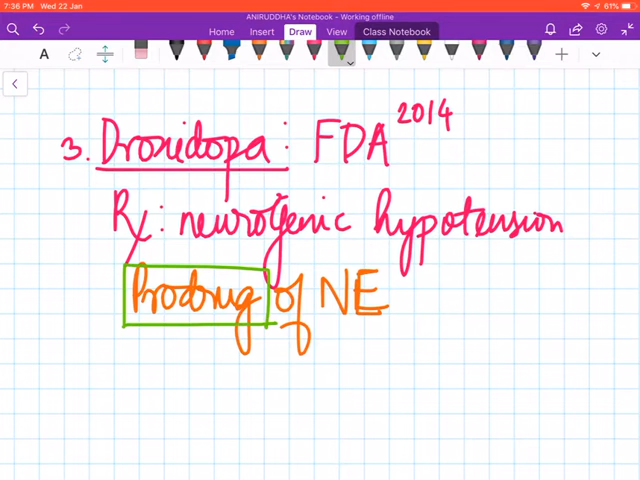 7:36 PM Wed 22 Jan
61%
ANIRUDDHA's Notebook - Working offline
Home Insert Draw View Class Notebook
A
3. Droxidopa: FDA 2014
Rx: neurogenic hypotension
Prodrug of NE